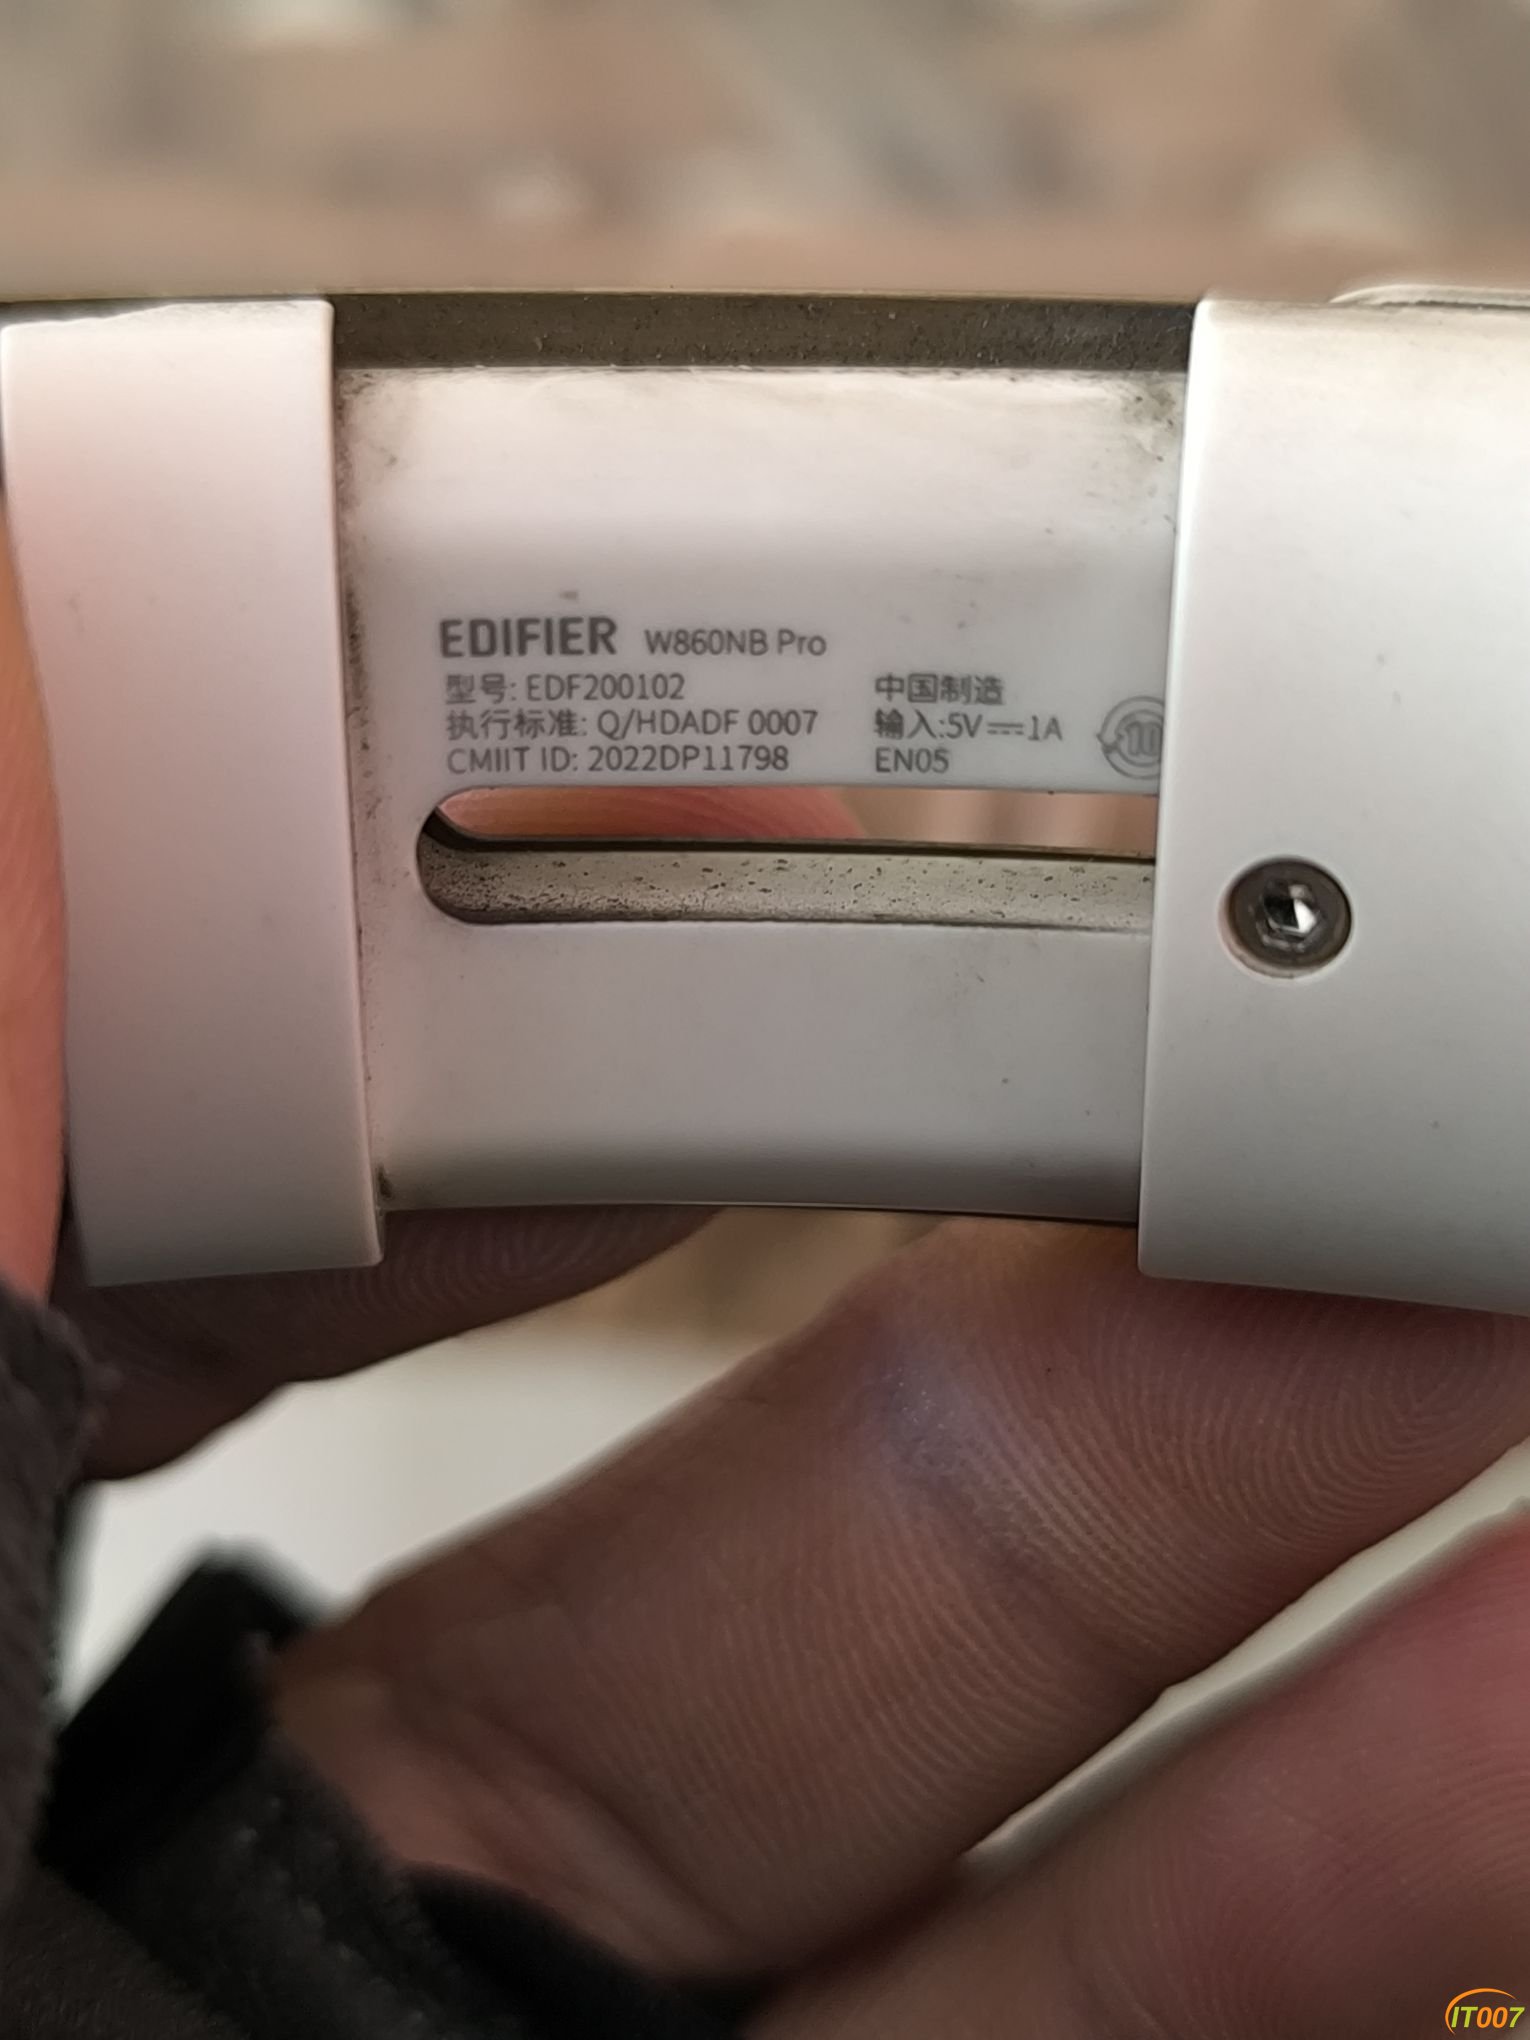 EDIFIER W860NB Pro
型号: EDF200102
执行标准: Q/HDADF 0007
CMIIT ID: 2022DP11798
中国制造
输入:5V⎓1A
EN05
10
IT007